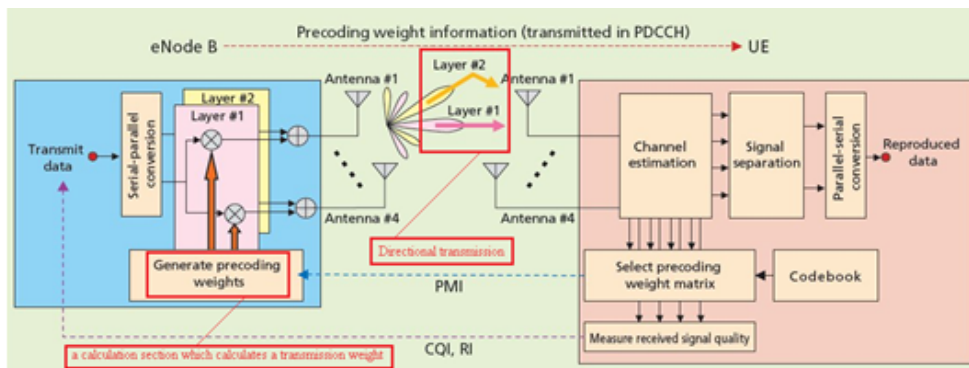 Precoding weight information (transmitted in PDCCH)
eNode B
UE
Layer #2
Layer #1
Antenna #1
Antenna #1
Layer #2
Layer #1
Transmit
data
Serial-parallel
conversion
Channel
estimation
Signal
separation
Parallel-serial
conversion
Reproduced
data
Antenna #4
Antenna #4
Directional transmission
Generate precoding
weights
PMI
Select precoding
weight matrix
Codebook
Measure received signal quality
CQI, RI
a calculation section which calculates a transmission weight